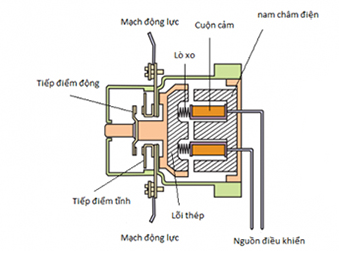 Mạch động lực
Cuộn cảm
nam châm điện
Lò xo
Tiếp điểm động
Tiếp điểm tĩnh
Lõi thép
Mạch động lực
Nguồn điều khiển